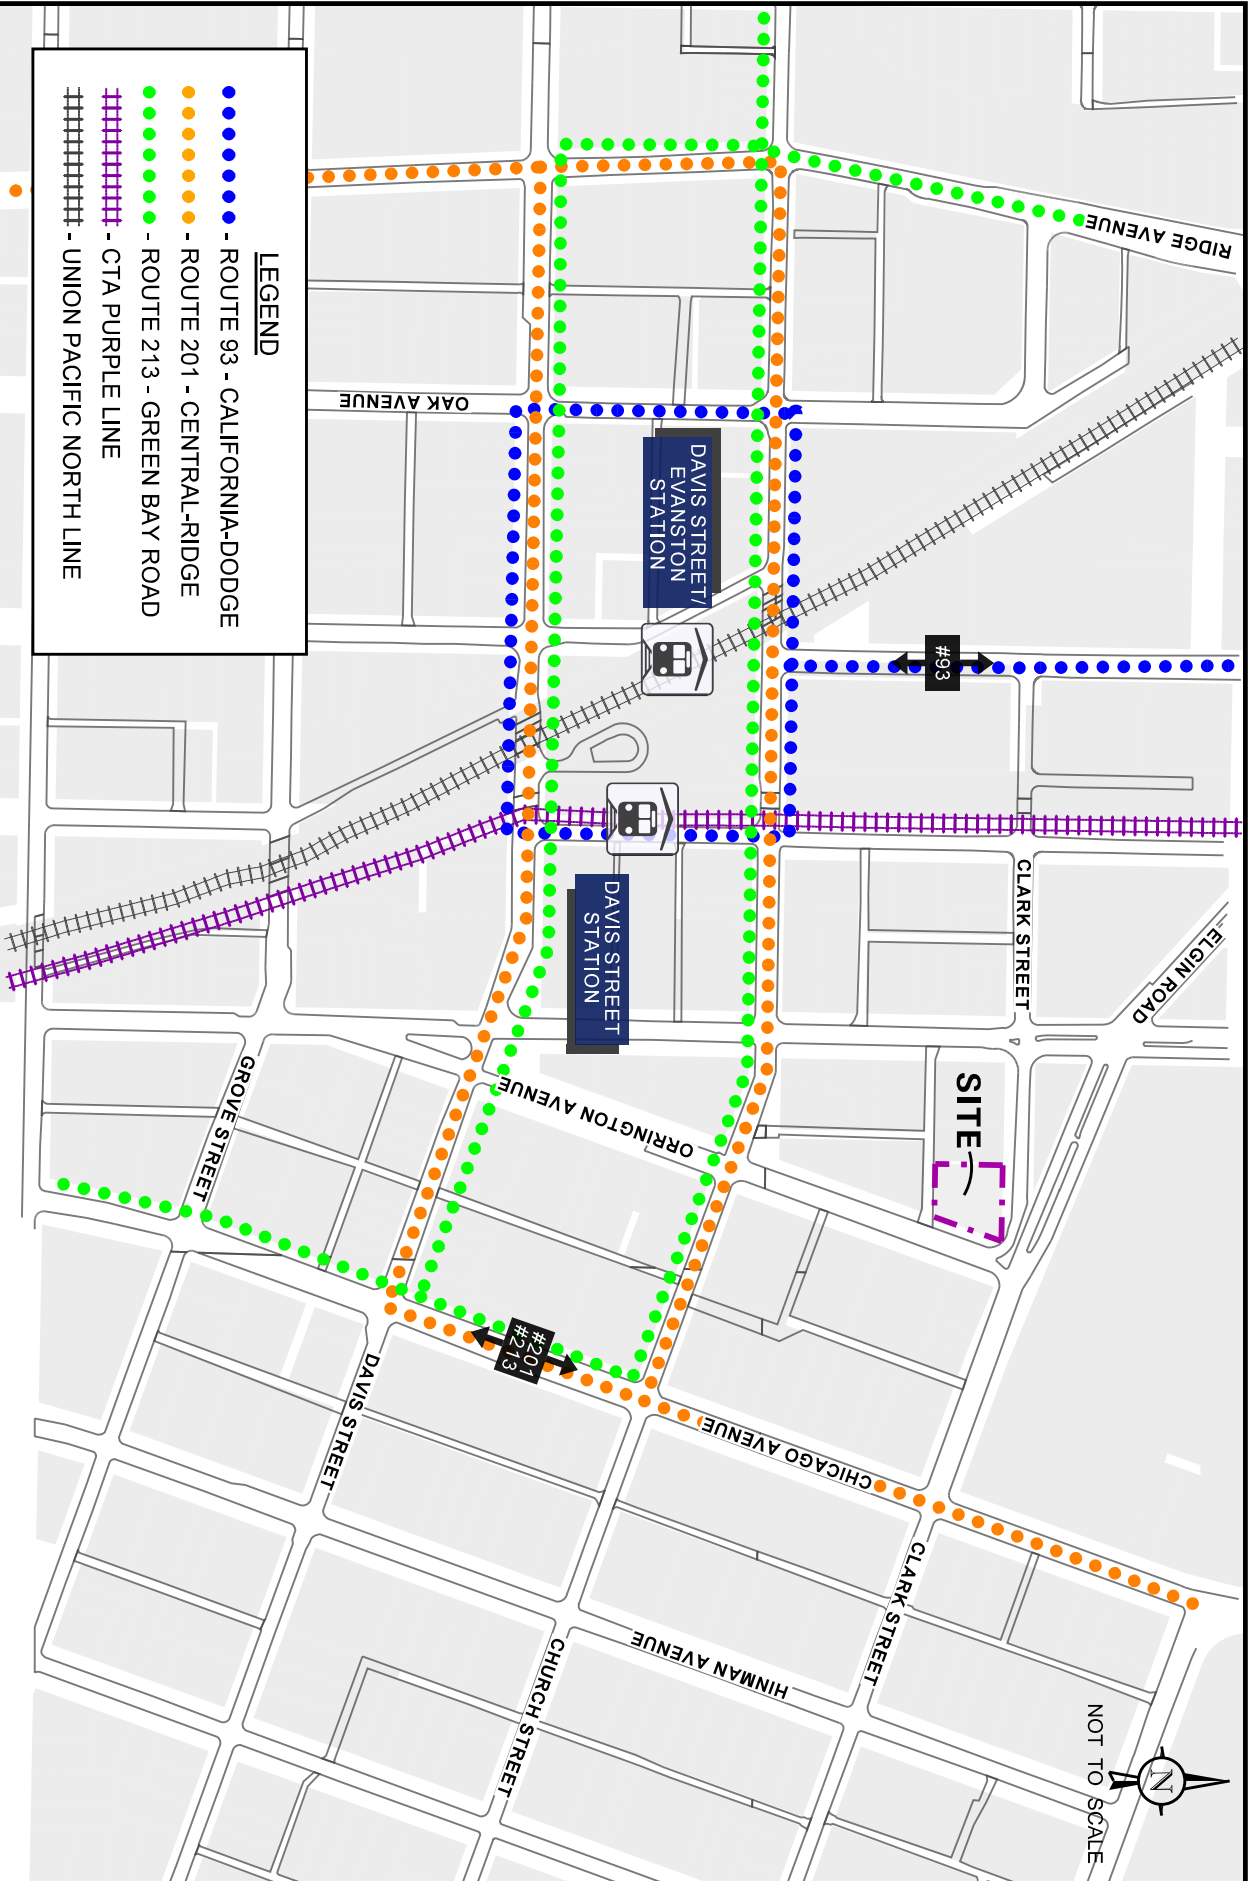 RIDGE AVENUE
OAK AVENUE
DAVIS STREET/
EVANSTON
STATION
#93
DAVIS STREET
STATION
CLARK STREET
ELGIN ROAD
SITE
ORRINGTON AVENUE
GROVE STREET
#201
#213
DAVIS STREET
CHICAGO AVENUE
CLARK STREET
HINMAN AVENUE
CHURCH STREET
N
NOT TO SCALE
LEGEND
- ROUTE 93 - CALIFORNIA-DODGE
- ROUTE 201 - CENTRAL-RIDGE
- ROUTE 213 - GREEN BAY ROAD
- CTA PURPLE LINE
- UNION PACIFIC NORTH LINE